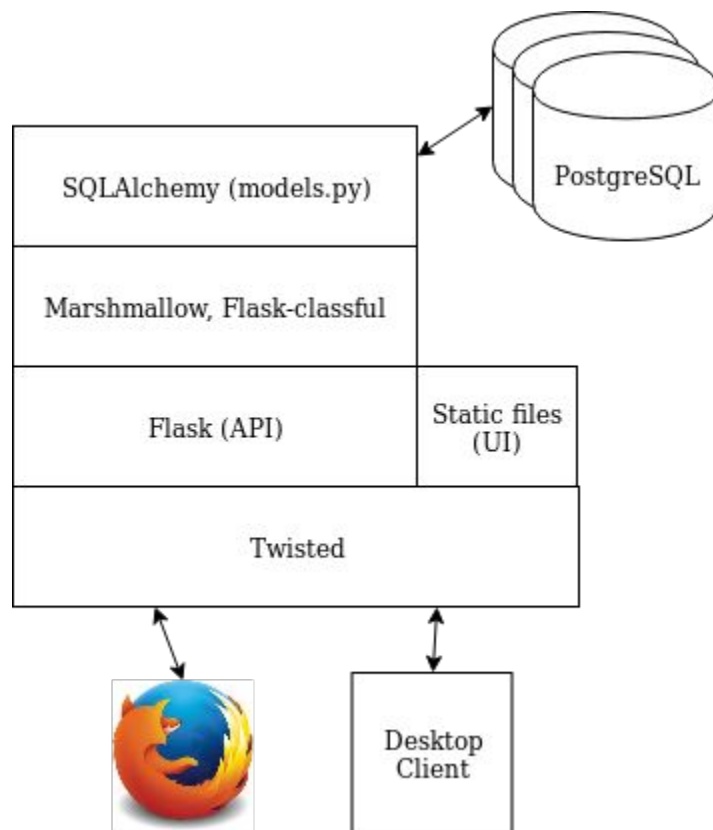 SQLAlchemy (models.py)
PostgreSQL
Marshmallow, Flask-classful
Flask (API)
Static files
(UI)
Twisted
Desktop
Client